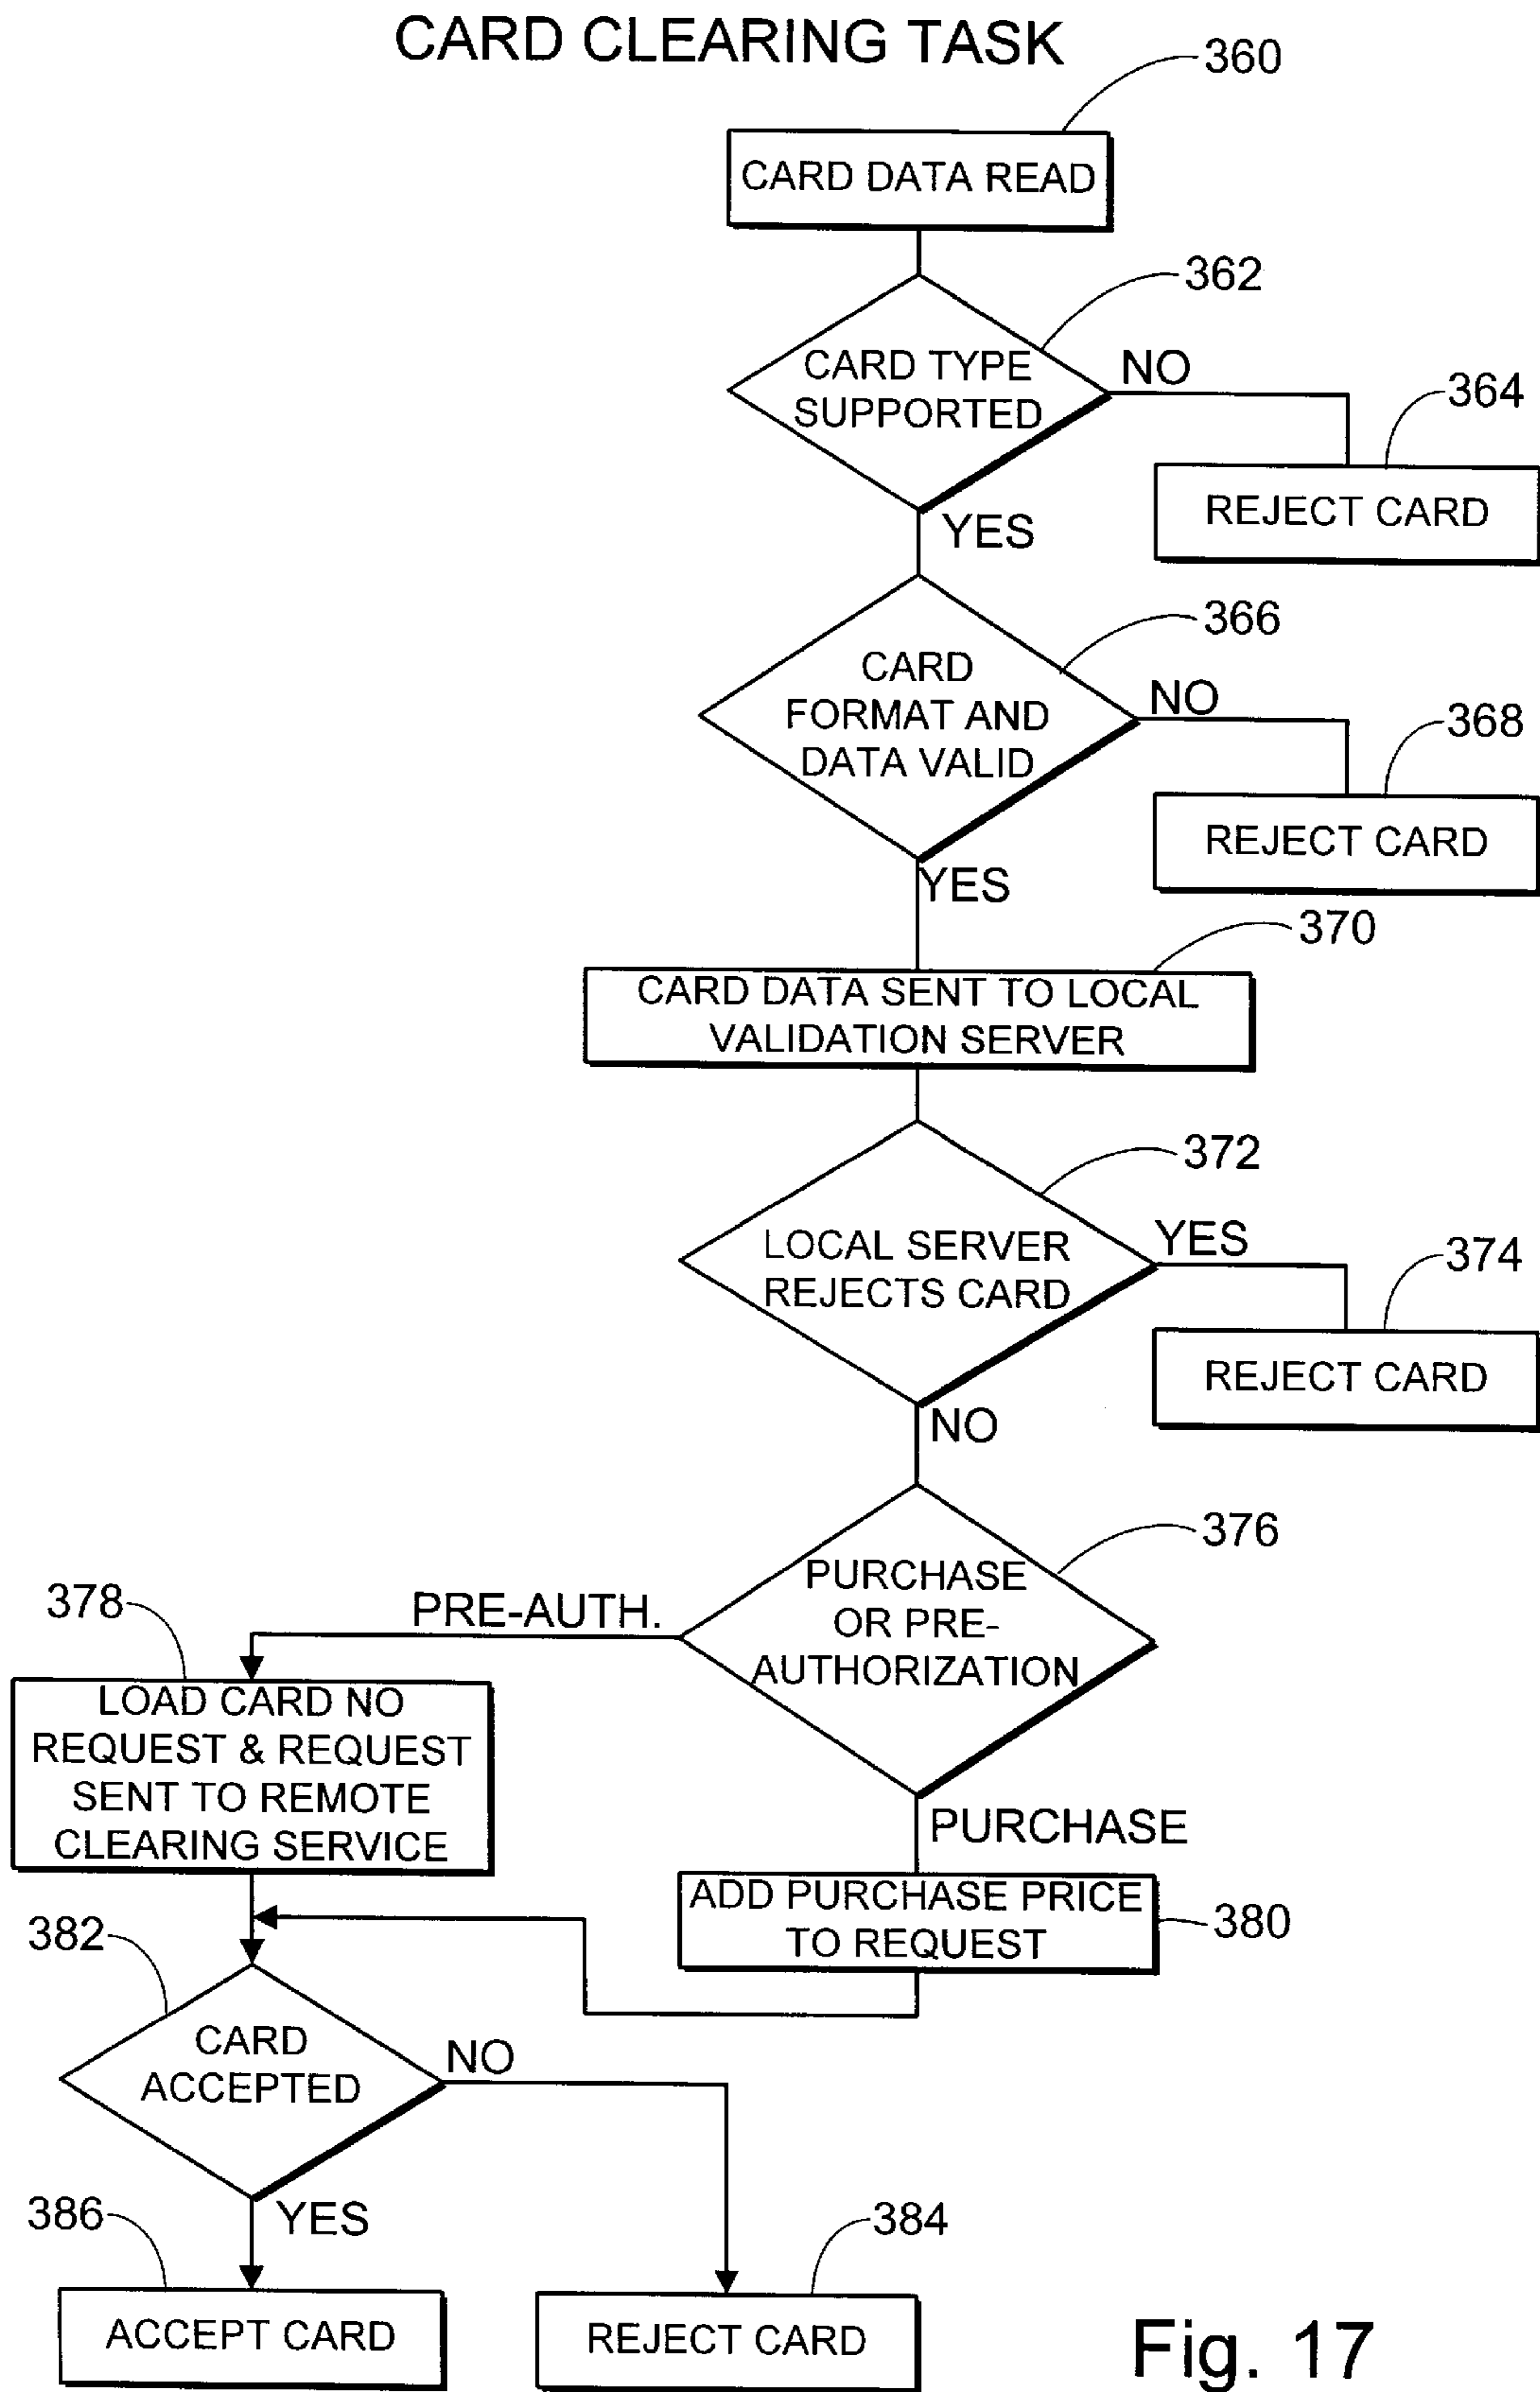 CARD CLEARING TASK
360
CARD DATA READ
362
CARD TYPE
SUPPORTED
NO
364
REJECT CARD
YES
366
CARD
FORMAT AND
DATA VALID
NO
368
REJECT CARD
YES
370
CARD DATA SENT TO LOCAL
VALIDATION SERVER
372
LOCAL SERVER
REJECTS CARD
YES
374
REJECT CARD
NO
376
PURCHASE
OR PRE-
AUTHORIZATION
PRE-AUTH.
378
LOAD CARD NO
REQUEST & REQUEST
SENT TO REMOTE
CLEARING SERVICE
PURCHASE
ADD PURCHASE PRICE
TO REQUEST
380
382
CARD
ACCEPTED
NO
YES
386
384
ACCEPT CARD
REJECT CARD
Fig. 17